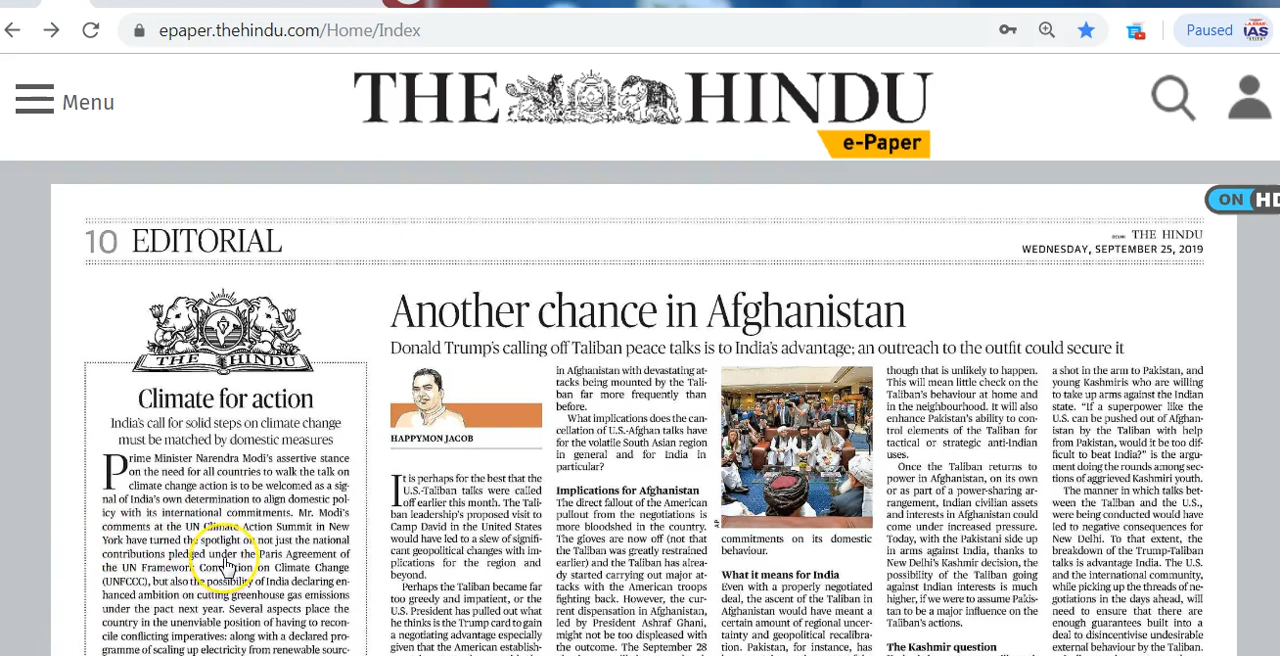 epaper.thehindu.com/Home/Index
Paused
IAS
Menu
THE HINDU
e-Paper
ON HD
10 EDITORIAL
THE HINDU
WEDNESDAY, SEPTEMBER 25, 2019
THE HINDU
Climate for action
India's call for solid steps on climate change
must be matched by domestic measures
Prime Minister Narendra Modi's assertive stance
on the need for all countries to walk the talk on
climate change action is to be welcomed as a sig-
nal of India's own determination to align domestic pol-
icy with its international commitments. Mr. Modi's
comments at the UN Climate Action Summit in New
York have turned the spotlight on not just the national
contributions pledged under the Paris Agreement of
the UN Framework Convention on Climate Change
(UNFCCC), but also the possibility of India declaring en-
hanced ambition on cutting greenhouse gas emissions
under the pact next year. Several aspects place the
country in the unenviable position of having to recon-
cile conflicting imperatives: along with a declared pro-
gramme of scaling up electricity from renewable sourc-
Another chance in Afghanistan
Donald Trump's calling off Taliban peace talks is to India's advantage; an outreach to the outfit could secure it
HAPPYMON JACOB
It is perhaps for the best that the
U.S.-Taliban talks were called
off earlier this month. The Tali-
ban leadership's proposed visit to
Camp David in the United States
would have led to a slew of signifi-
cant geopolitical changes with im-
plications for the region and
beyond.
Perhaps the Taliban became far
too greedy and impatient, or the
U.S. President has pulled out what
he thinks is the Trump card to gain
a negotiating advantage especially
given that the American establish-
in Afghanistan with devastating at-
tacks being mounted by the Tali-
ban far more frequently than
before.
What implications does the can-
cellation of U.S.-Afghan talks have
for the volatile South Asian region
in general and for India in
particular?
Implications for Afghanistan
The direct fallout of the American
pullout from the negotiations is
more bloodshed in the country.
The gloves are now off (not that
the Taliban was greatly restrained
earlier) and the Taliban has alrea-
dy started carrying out major at-
tacks with the American troops
fighting back. However, the cur-
rent dispensation in Afghanistan,
led by President Ashraf Ghani,
might not be too displeased with
the outcome. The September 28
AP
commitments on its domestic
behaviour.
What it means for India
Even with a properly negotiated
deal, the ascent of the Taliban in
Afghanistan would have meant a
certain amount of regional uncer-
tainty and geopolitical recalibra-
tion. Pakistan, for instance, has
though that is unlikely to happen.
This will mean little check on the
Taliban's behaviour at home and
in the neighbourhood. It will also
enhance Pakistan's ability to con-
trol elements of the Taliban for
tactical or strategic anti-Indian
uses.
Once the Taliban returns to
power in Afghanistan, on its own
or as part of a power-sharing ar-
rangement, Indian civilian assets
and interests in Afghanistan could
come under increased pressure.
Today, with the Pakistani side up
in arms against India, thanks to
New Delhi's Kashmir decision, the
possibility of the Taliban going
against Indian interests is much
higher, if we were to assume Pakis-
tan to be a major influence on the
Taliban's actions.
The Kashmir question
a shot in the arm to Pakistan, and
young Kashmiris who are willing
to take up arms against the Indian
state. “If a superpower like the
U.S. can be pushed out of Afghan-
istan by the Taliban with help
from Pakistan, would it be too dif-
ficult to beat India?” is the argu-
ment doing the rounds among sec-
tions of aggrieved Kashmiri youth.
The manner in which talks bet-
ween the Taliban and the U.S.,
were being conducted would have
led to negative consequences for
New Delhi. To that extent, the
breakdown of the Trump-Taliban
talks is advantage India. The U.S.
and the international community,
while picking up the threads of ne-
gotiations in the days ahead, will
need to ensure that there are
enough guarantees built into a
deal to disincentivise undesirable
external behaviour by the Taliban.